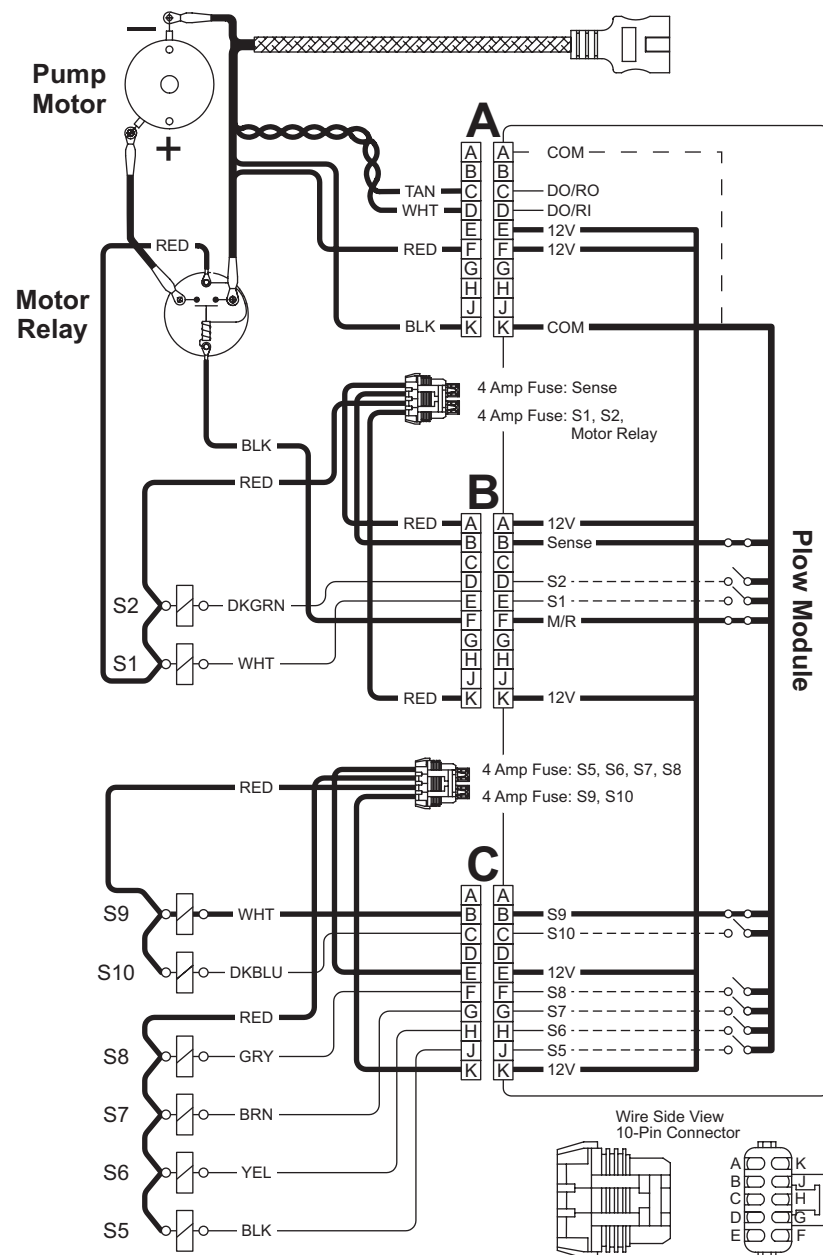 Pump
Motor
−
+
A
A A COM
B B
C C DO/RO
D D DO/RI
E E 12V
F F 12V
G G
H H
J J
K K COM
TAN
WHT
RED
BLK
RED
Motor
Relay
4 Amp Fuse: Sense
4 Amp Fuse: S1, S2,
Motor Relay
BLK
RED
B
RED A A 12V
B B Sense
C C
S2 DKGRN D D S2
E E S1
F F M/R
G G
S1 WHT H H
J J
RED K K 12V
Plow Module
RED
4 Amp Fuse: S5, S6, S7, S8
4 Amp Fuse: S9, S10
C
A A
S9 WHT B B S9
C C S10
D D
S10 DKBLU E E 12V
F F S8
RED G G S7
H H S6
S8 GRY J J S5
K K 12V
S7 BRN
S6 YEL
S5 BLK
Wire Side View
10-Pin Connector
A K
B J
C H
D G
E F